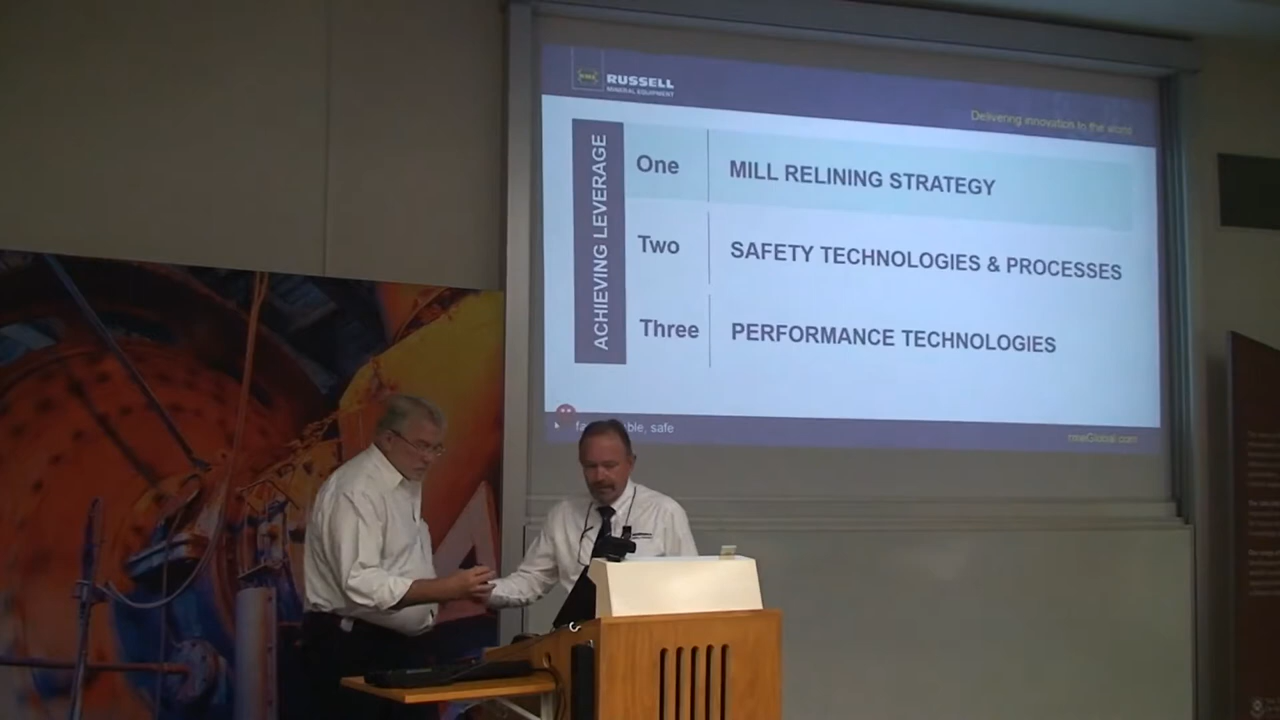 RUSSELL
MINERAL EQUIPMENT
Delivering innovation to the world
ACHIEVING LEVERAGE
One
MILL RELINING STRATEGY
Two
SAFETY TECHNOLOGIES & PROCESSES
Three
PERFORMANCE TECHNOLOGIES
safe
rmeGlobal.com